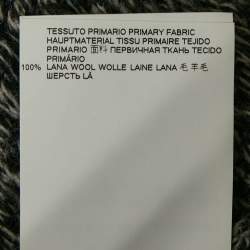 TESSUTO PRIMARIO PRIMARY FABRIC
HAUPTMATERIAL TISSU PRIMAIRE TEJIDO
PRIMARIO 面料 ПЕРВИЧНАЯ ТКАНЬ TECIDO
PRIMÁRIO
100% LANA WOOL WOLLE LAINE LANA 毛 羊毛
ШЕРСТЬ LÃ